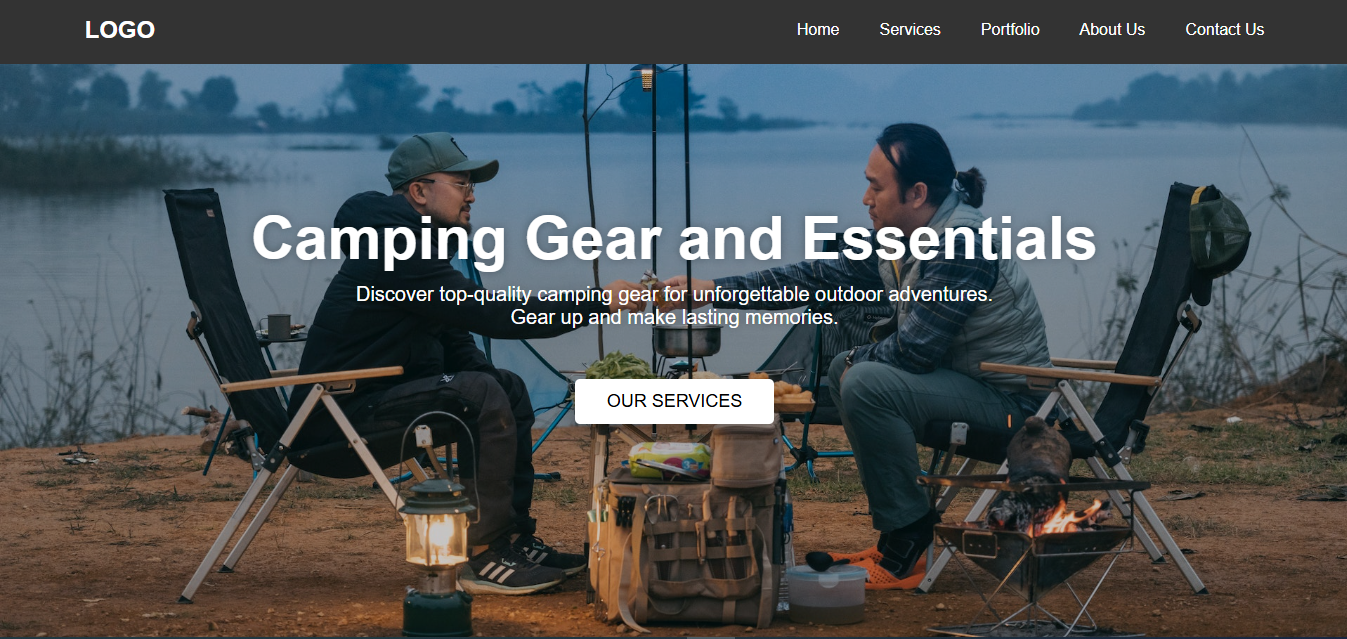 LOGO
Home Services Portfolio About Us Contact Us
Camping Gear and Essentials
Discover top-quality camping gear for unforgettable outdoor adventures.
Gear up and make lasting memories.
OUR SERVICES